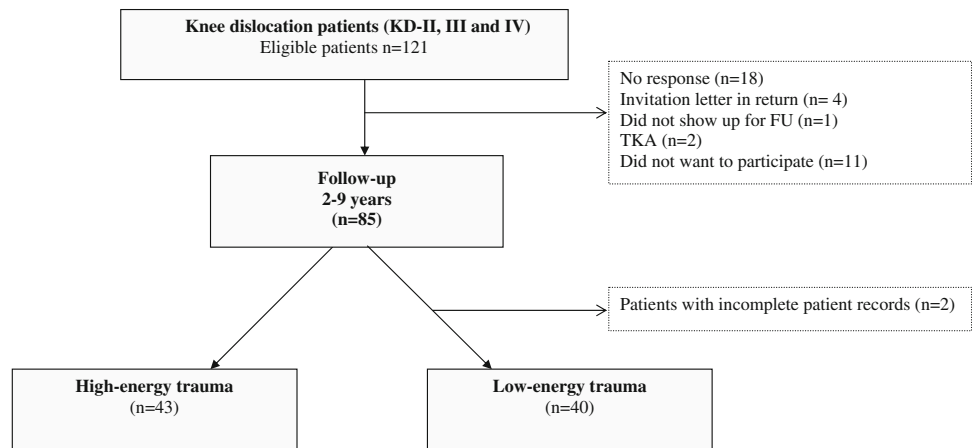 Knee dislocation patients (KD-II, III and IV)
Eligible patients n=121
No response (n=18)
Invitation letter in return (n= 4)
Did not show up for FU (n=1)
TKA (n=2)
Did not want to participate (n=11)
Follow-up
2-9 years
(n=85)
Patients with incomplete patient records (n=2)
High-energy trauma
(n=43)
Low-energy trauma
(n=40)